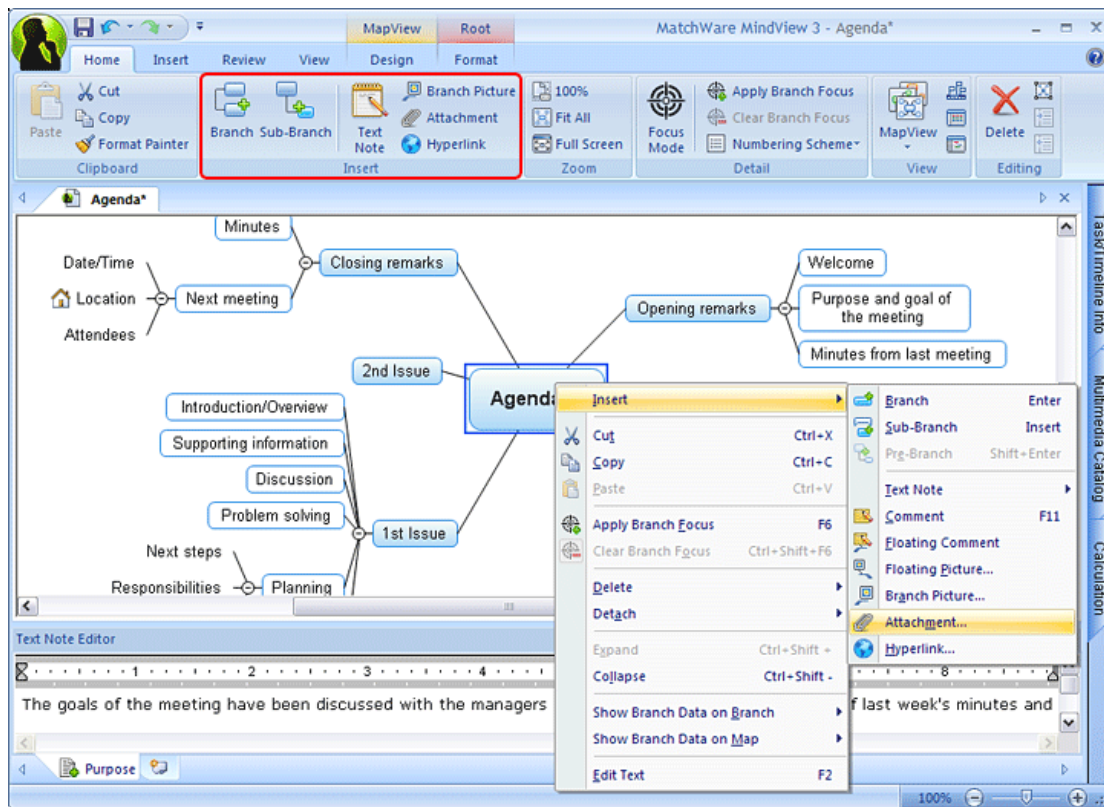 MapView Root MatchWare MindView 3 - Agenda*
Home Insert Review View Design Format
Paste
Cut
Copy
Format Painter
Clipboard
Branch Sub-Branch
Text Note
Branch Picture
Attachment
Hyperlink
Insert
100%
Fit All
Full Screen
Zoom
Focus Mode
Apply Branch Focus
Clear Branch Focus
Numbering Scheme
Detail
MapView
View
Delete
Editing
Agenda*
Minutes
Closing remarks
Date/Time
Location
Next meeting
Attendees
Welcome
Opening remarks
Purpose and goal of
the meeting
Minutes from last meeting
2nd Issue
Agenda
Introduction/Overview
Supporting information
Discussion
Problem solving
1st Issue
Next steps
Responsibilities
Planning
Insert
Cut Ctrl+X
Copy Ctrl+C
Paste Ctrl+V
Apply Branch Focus F6
Clear Branch Focus Ctrl+Shift+F6
Delete
Detach
Expand Ctrl+Shift +
Collapse Ctrl+Shift -
Show Branch Data on Branch
Show Branch Data on Map
Edit Text F2
Branch Enter
Sub-Branch Insert
Pre-Branch Shift+Enter
Text Note
Comment F11
Floating Comment
Floating Picture...
Branch Picture...
Attachment...
Hyperlink...
Task/Timeline Info
Multimedia Catalog
Calculation
Text Note Editor
1 2 3 4 8
The goals of the meeting have been discussed with the managers f last week's minutes and
Purpose
100%